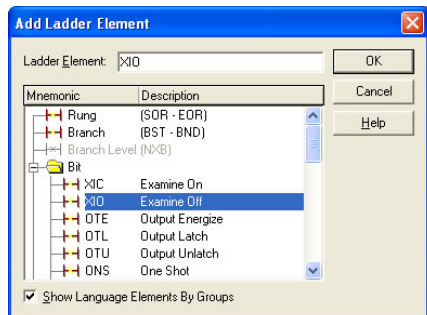 Add Ladder Element
Ladder Element: XIO
OK
Cancel
Help
Mnemonic Description
Rung (SOR - EOR)
Branch (BST - BND)
Branch Level (NXB)
Bit
XIC Examine On
XIO Examine Off
OTE Output Energize
OTL Output Latch
OTU Output Unlatch
ONS One Shot
Show Language Elements By Groups